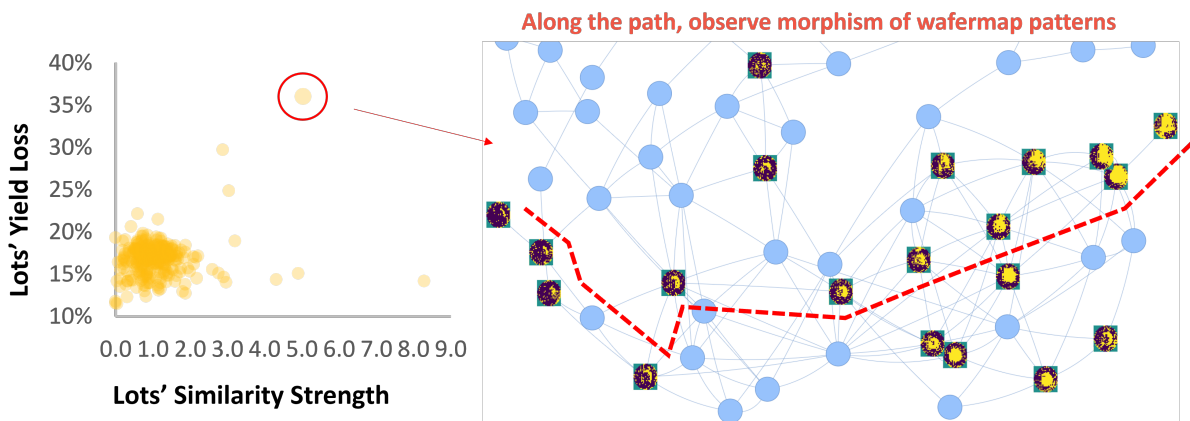 Along the path, observe morphism of wafermap patterns
Lots' Yield Loss
40%
35%
30%
25%
20%
15%
10%
0.0 1.0 2.0 3.0 4.0 5.0 6.0 7.0 8.0 9.0
Lots' Similarity Strength